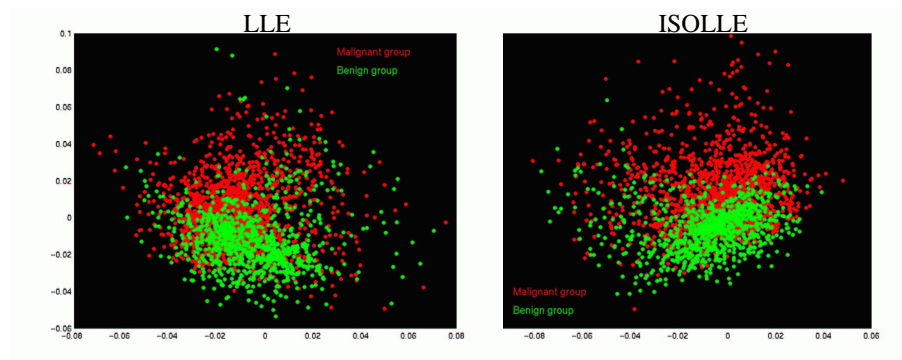 LLE
ISOLLE
0.1
0.08
0.06
0.04
0.02
0
−0.02
−0.04
−0.06
Malignant group
Benign group
−0.08 −0.06 −0.04 −0.02 0 0.02 0.04 0.06 0.08
Malignant group
Benign group
−0.08 −0.06 −0.04 −0.02 0 0.02 0.04 0.06